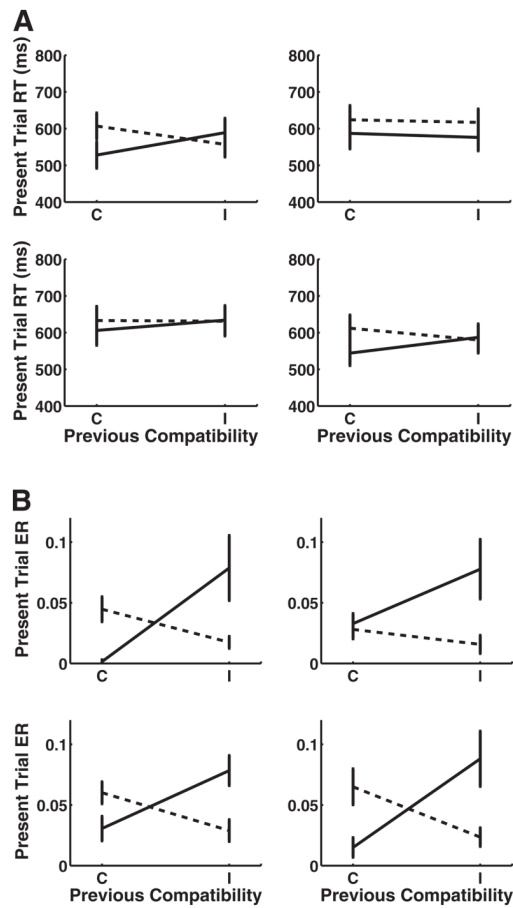 A
Present Trial RT (ms)
800
700
600
500
400
C
I
800
700
600
500
400
C
I
Present Trial RT (ms)
800
700
600
500
400
C
I
Previous Compatibility
800
700
600
500
400
C
I
Previous Compatibility
B
Present Trial ER
0.1
0.05
0
C
I
0.1
0.05
0
C
I
Present Trial ER
0.1
0.05
0
C
I
Previous Compatibility
0.1
0.05
0
C
I
Previous Compatibility